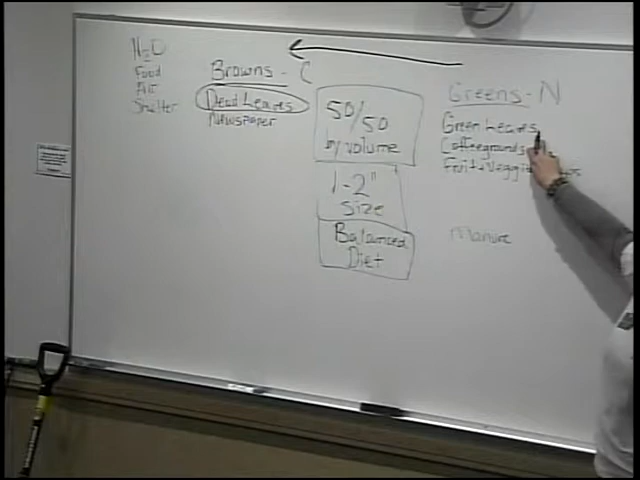 H2O
Food
Air
Shelter
Browns - C
Dead Leaves
Newspaper
50/50
by volume
1-2"
Size
Balanced
Diet
Greens - N
Green Leaves
Coffeegrounds
Fruit + Veggie
Manure